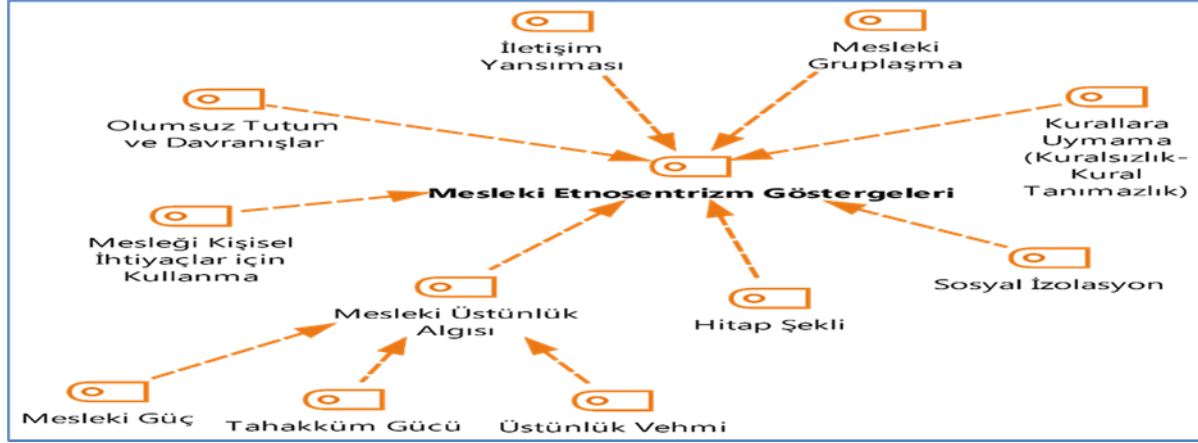 İletişim
Yansıması
Mesleki
Gruplaşma
Olumsuz Tutum
ve Davranışlar
Kurallara
Uymama
(Kuralsızlık-
Kural
Tanımazlık)
Mesleki Etnosentrizm Göstergeleri
Mesleği Kişisel
İhtiyaçlar için
Kullanma
Sosyal İzolasyon
Mesleki Üstünlük
Algısı
Hitap Şekli
Mesleki Güç
Tahakküm Gücü
Üstünlük Vehmi